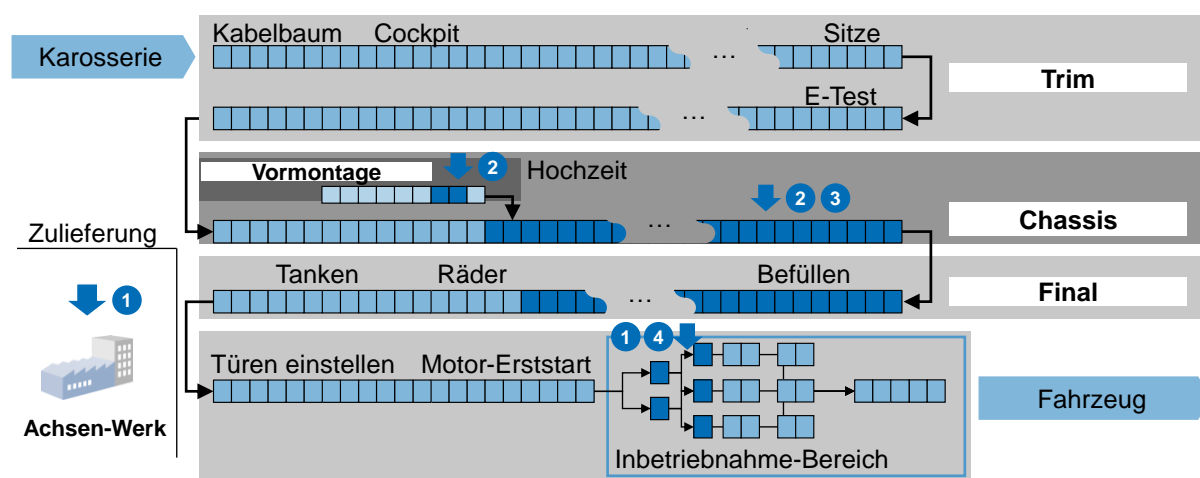 Karosserie
Kabelbaum Cockpit … Sitze
Trim
E-Test
…
Vormontage 2 Hochzeit
2 3
Chassis
…
Zulieferung
1
Achsen-Werk
Tanken Räder Befüllen
…
Final
1 4
Türen einstellen Motor-Erststart
Inbetriebnahme-Bereich
Fahrzeug